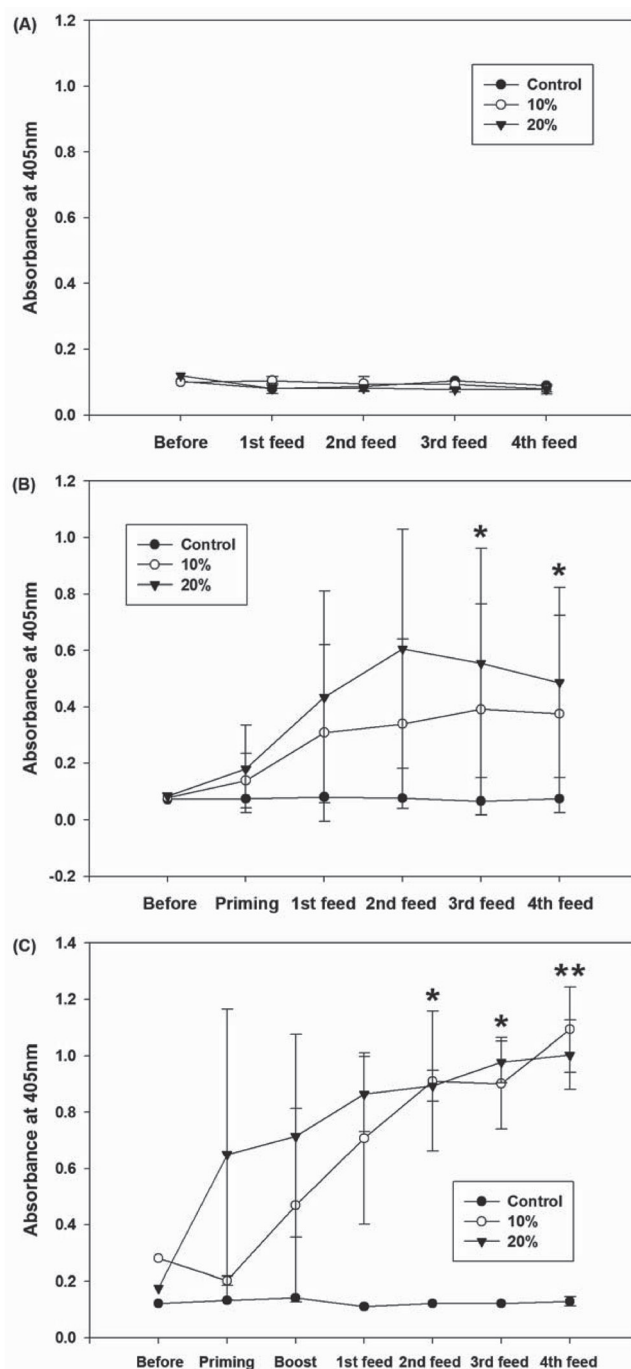 (A)
1.2
1.0
0.8
0.6
0.4
0.2
0.0
Absorbance at 405nm
Control
10%
20%
Before 1st feed 2nd feed 3rd feed 4th feed
(B)
1.2
1.0
0.8
0.6
0.4
0.2
0.0
-0.2
Absorbance at 405nm
Control
10%
20%
*
*
Before Priming 1st feed 2nd feed 3rd feed 4th feed
(C)
1.4
1.2
1.0
0.8
0.6
0.4
0.2
0.0
Absorbance at 405nm
*
*
**
Control
10%
20%
Before Priming Boost 1st feed 2nd feed 3rd feed 4th feed